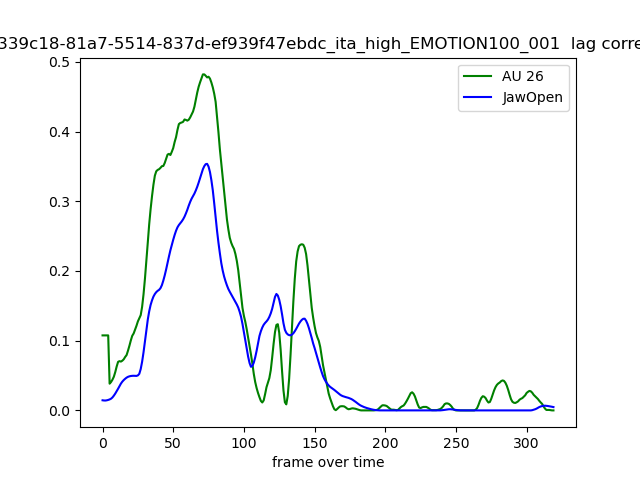 339c18-81a7-5514-837d-ef939f47ebdc_ita_high_EMOTION100_001 lag corre
AU 26
JawOpen
0.5
0.4
0.3
0.2
0.1
0.0
0 50 100 150 200 250 300
frame over time